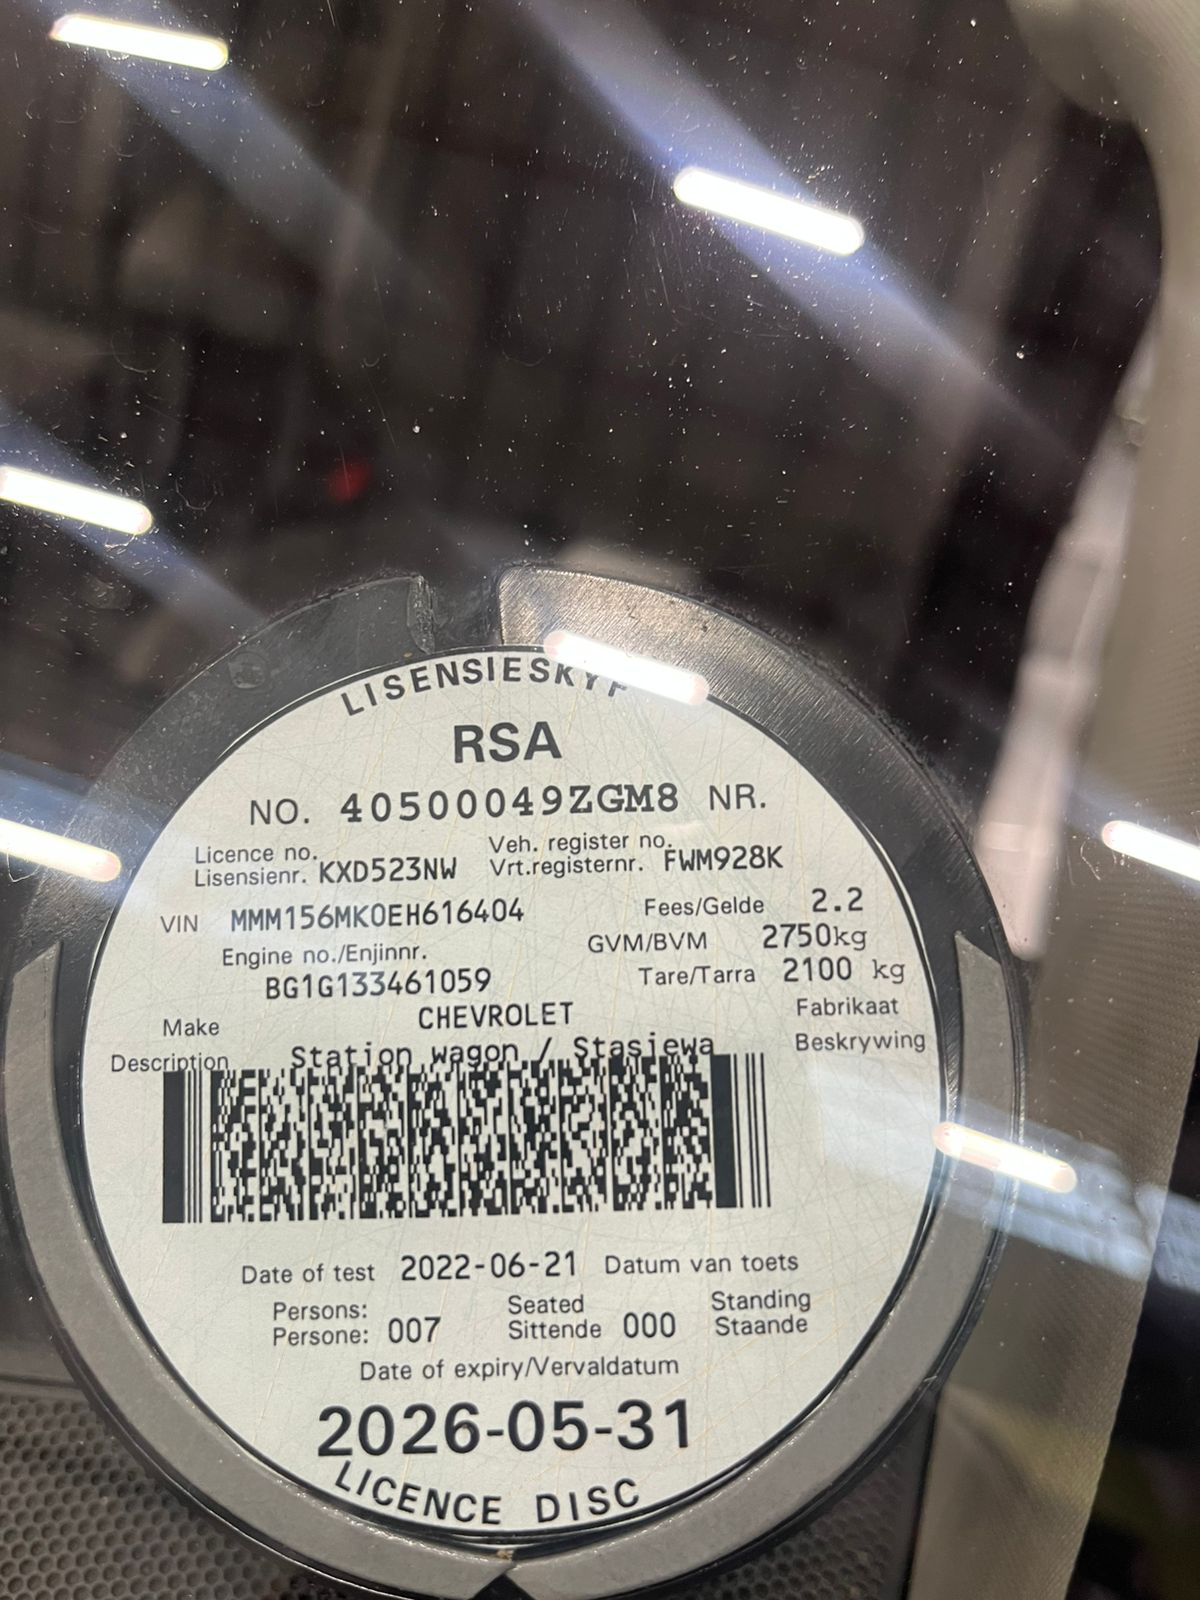 LISENSIESKYF
RSA
NO. 40500049ZGM8 NR.
Licence no. Veh. register no.
Lisensienr. KXD523NW Vrt.registernr. FWM928K
VIN MMM156MK0EH616404 Fees/Gelde 2.2
Engine no./Enjinnr. GVM/BVM 2750kg
BG1G133461059 Tare/Tarra 2100 kg
Make CHEVROLET Fabrikaat
Description Station wagon / Stasiewa Beskrywing
Date of test 2022-06-21 Datum van toets
Persons: Seated Standing
Persone: 007 Sittende 000 Staande
Date of expiry/Vervaldatum
2026-05-31
LICENCE DISC